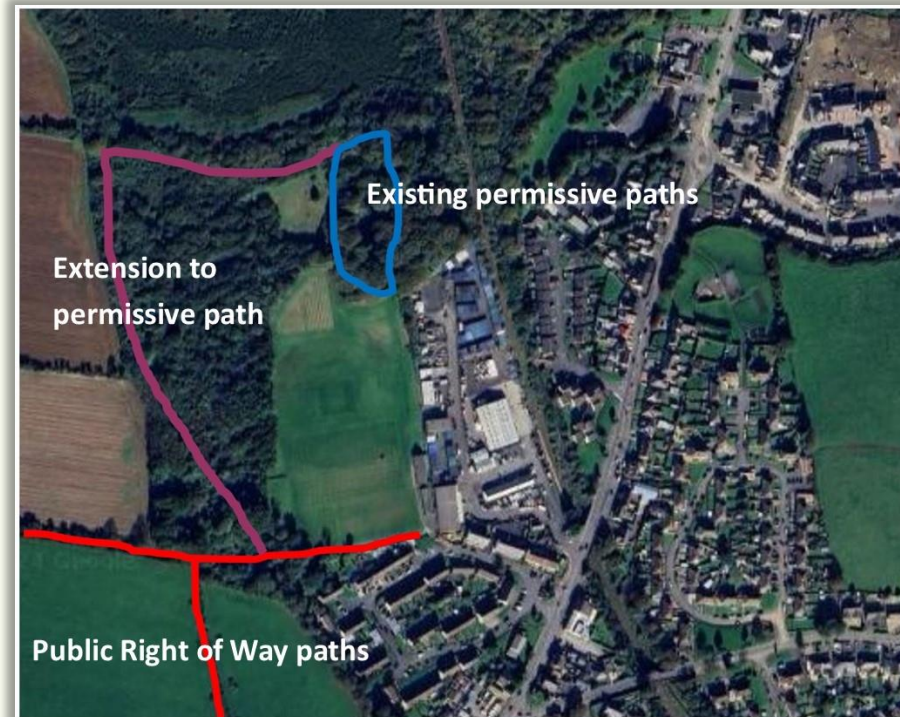 Existing permissive paths
Extension to
permissive path
Public Right of Way paths